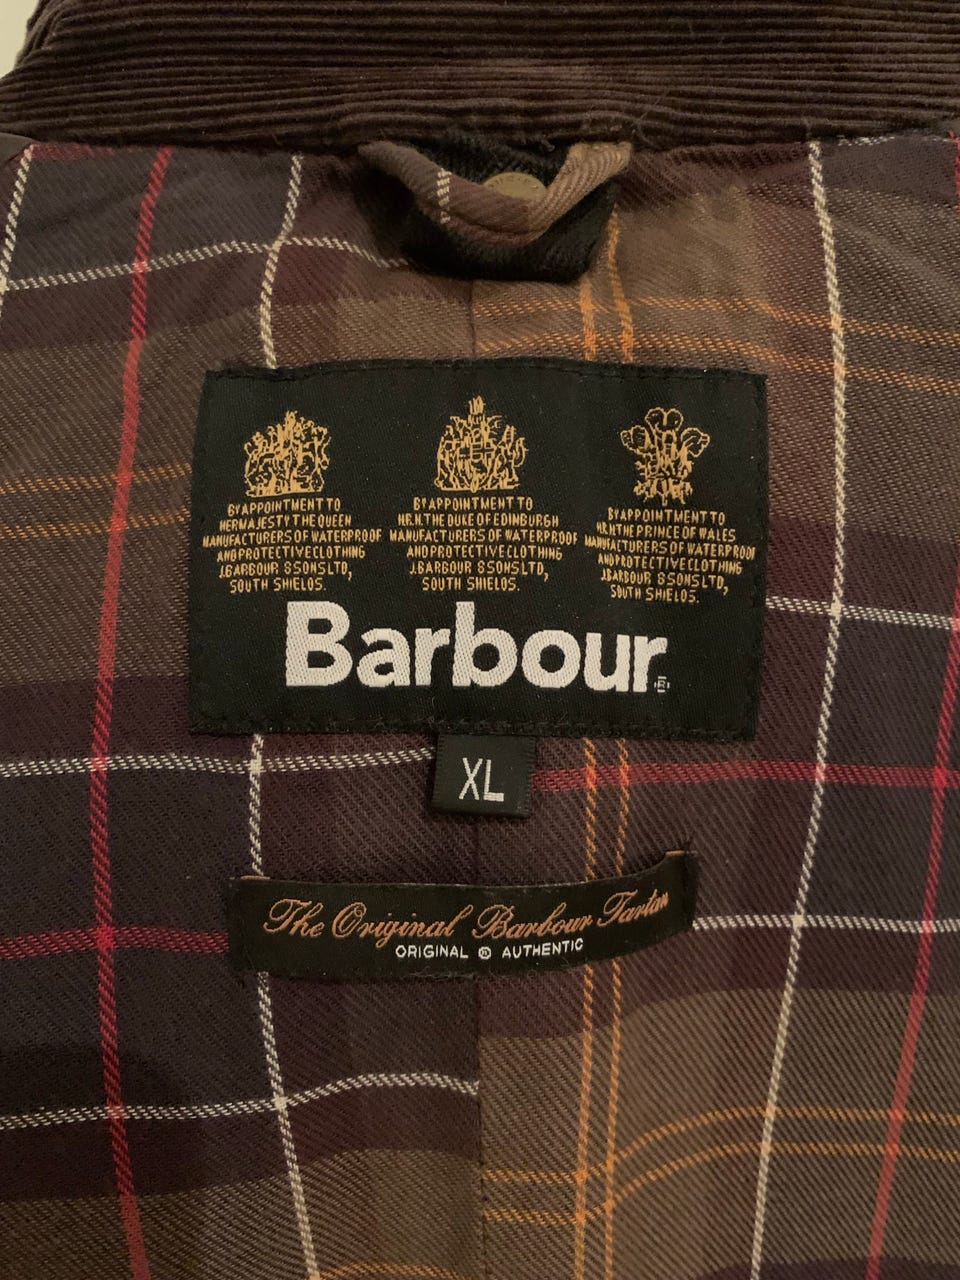 BY APPOINTMENT TO
HER MAJESTY THE QUEEN
MANUFACTURERS OF WATERPROOF
AND PROTECTIVE CLOTHING
J.BARBOUR & SONS LTD,
SOUTH SHIELDS.
BY APPOINTMENT TO
H.R.H. THE DUKE OF EDINBURGH
MANUFACTURERS OF WATERPROOF
AND PROTECTIVE CLOTHING
J.BARBOUR & SONS LTD,
SOUTH SHIELDS.
BY APPOINTMENT TO
H.R.H THE PRINCE OF WALES
MANUFACTURERS OF WATERPROOF
AND PROTECTIVE CLOTHING
J.BARBOUR & SONS LTD,
SOUTH SHIELDS.
Barbour®
XL
The Original Barbour Tartan
ORIGINAL ® AUTHENTIC